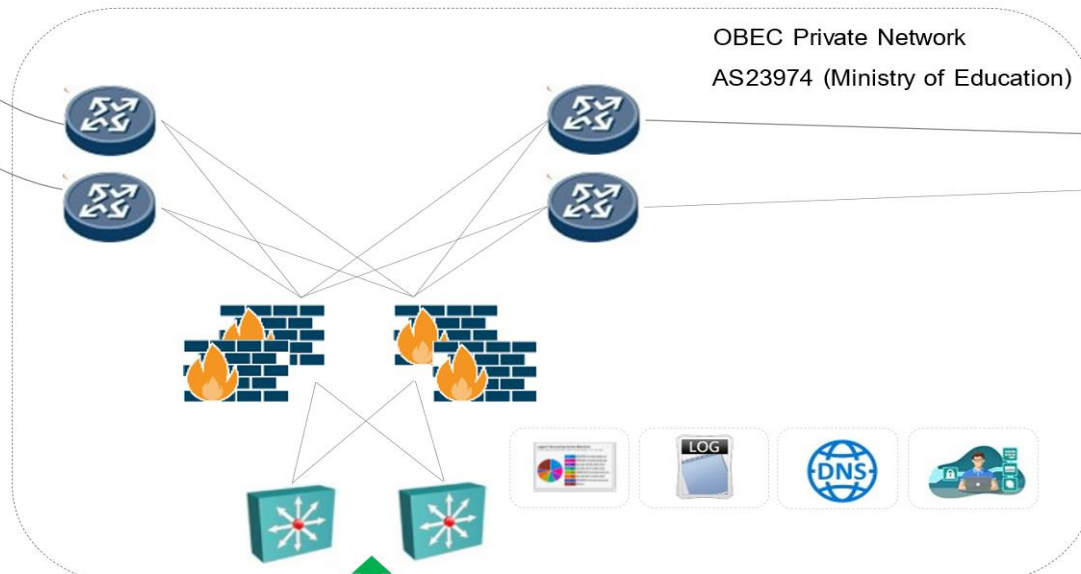 OBEC Private Network
AS23974 (Ministry of Education)
LOG
DNS